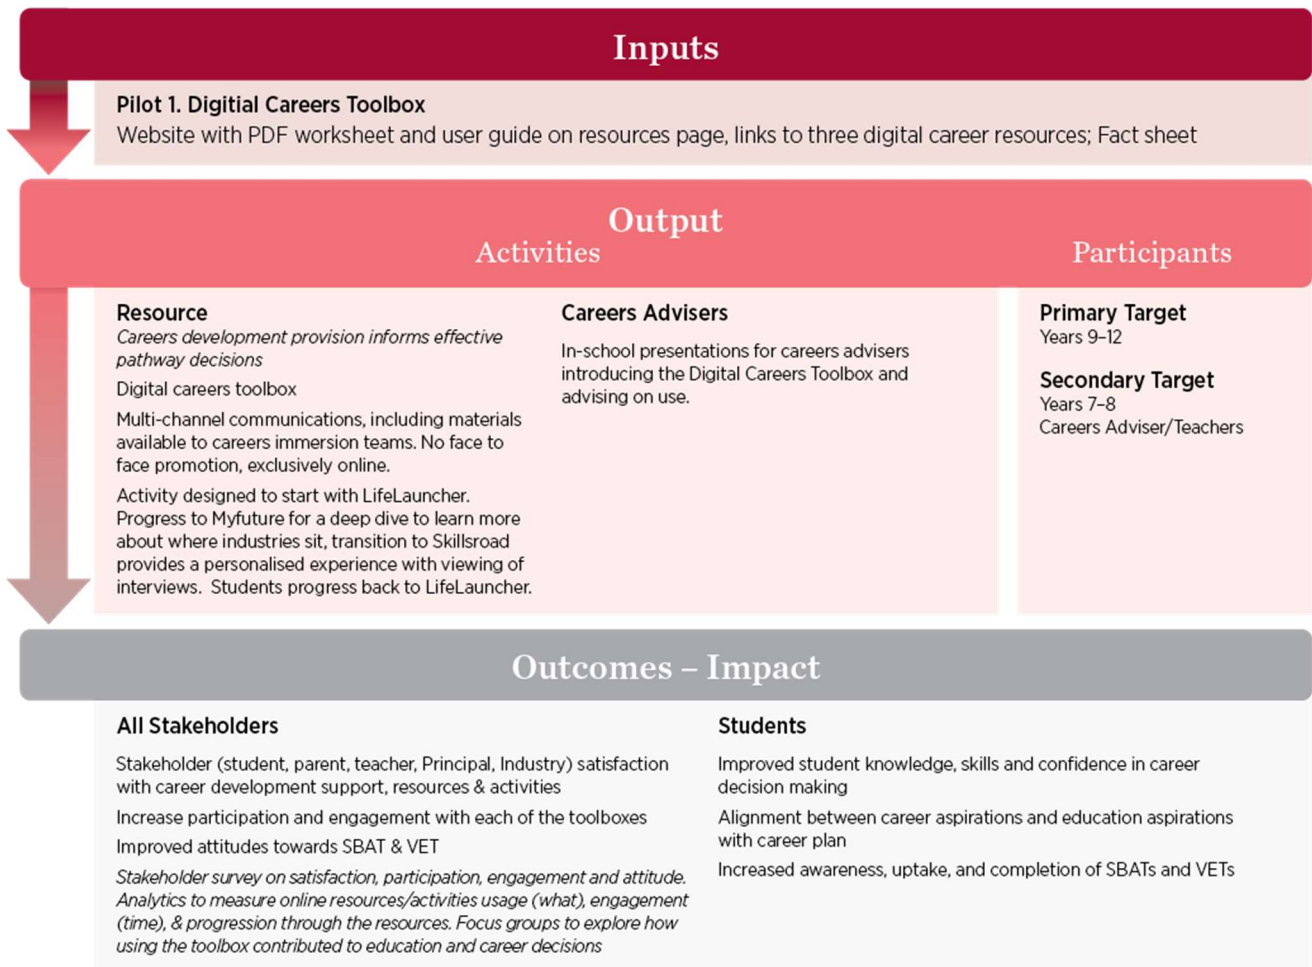 Inputs
Pilot 1. Digitial Careers Toolbox
Website with PDF worksheet and user guide on resources page, links to three digital career resources; Fact sheet
Output
Activities
Participants
Resource
Careers development provision informs effective
pathway decisions
Digital careers toolbox
Multi-channel communications, including materials
available to careers immersion teams. No face to
face promotion, exclusively online.
Activity designed to start with LifeLauncher.
Progress to Myfuture for a deep dive to learn more
about where industries sit, transition to Skillsroad
provides a personalised experience with viewing of
interviews. Students progress back to LifeLauncher.
Careers Advisers
In-school presentations for careers advisers
introducing the Digital Careers Toolbox and
advising on use.
Primary Target
Years 9–12
Secondary Target
Years 7–8
Careers Adviser/Teachers
Outcomes – Impact
All Stakeholders
Stakeholder (student, parent, teacher, Principal, Industry) satisfaction
with career development support, resources & activities
Increase participation and engagement with each of the toolboxes
Improved attitudes towards SBAT & VET
Stakeholder survey on satisfaction, participation, engagement and attitude.
Analytics to measure online resources/activities usage (what), engagement
(time), & progression through the resources. Focus groups to explore how
using the toolbox contributed to education and career decisions
Students
Improved student knowledge, skills and confidence in career
decision making
Alignment between career aspirations and education aspirations
with career plan
Increased awareness, uptake, and completion of SBATs and VETs